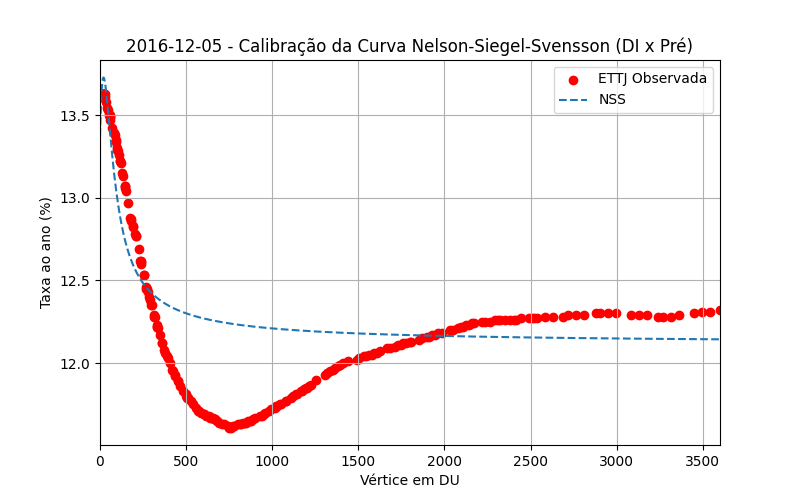 2016-12-05 - Calibração da Curva Nelson-Siegel-Svensson (DI x Pré)
ETTJ Observada
NSS
Taxa ao ano (%)
13.5
13.0
12.5
12.0
0 500 1000 1500 2000 2500 3000 3500
Vértice em DU